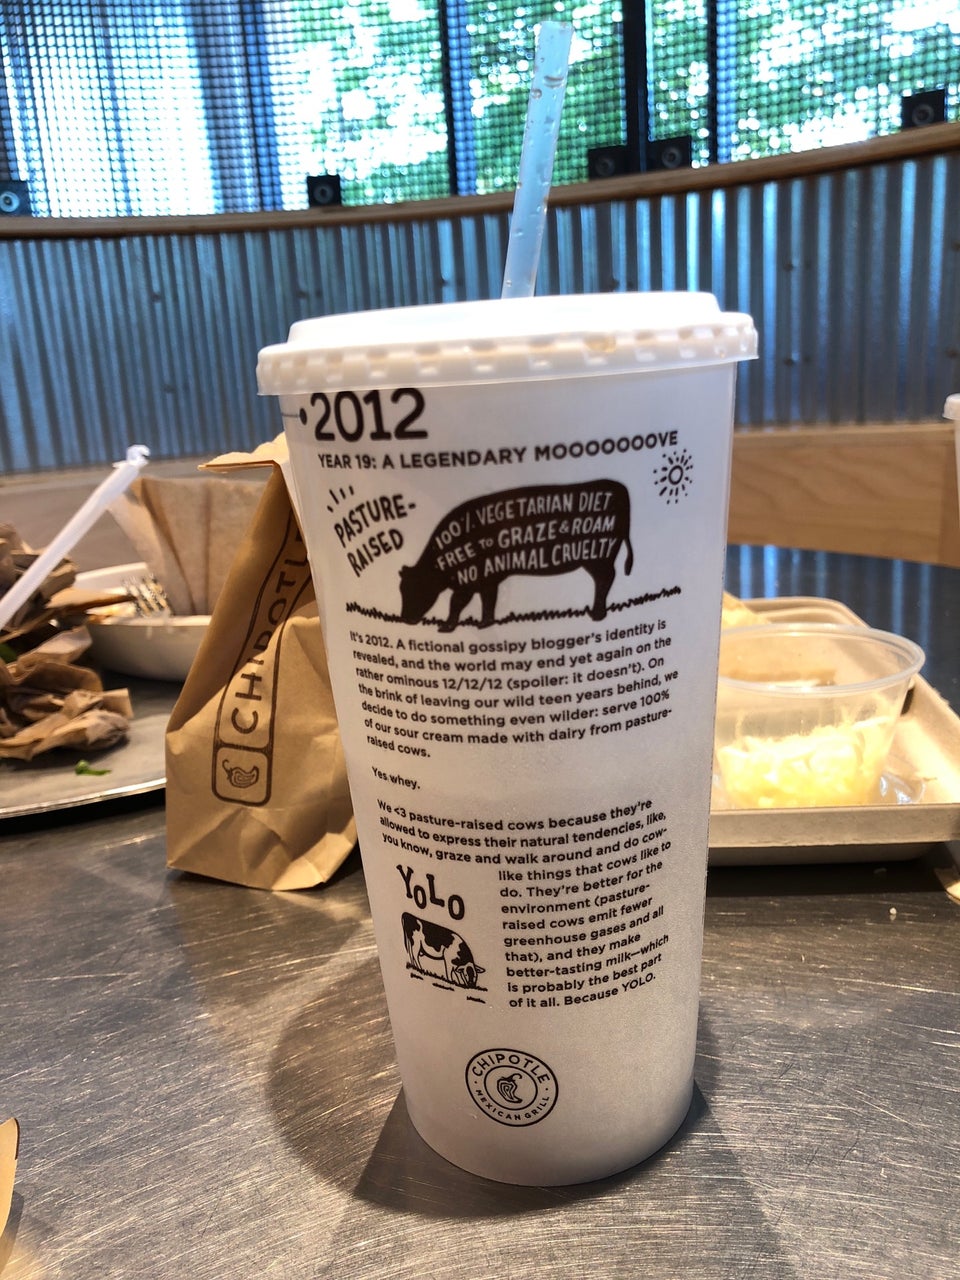 2012
YEAR 19: A LEGENDARY MOOOOOOOVE
PASTURE-
RAISED
100% VEGETARIAN DIET
FREE TO GRAZE & ROAM
NO ANIMAL CRUELTY
It's 2012. A fictional gossipy blogger's identity is
revealed, and the world may end yet again on the
rather ominous 12/12/12 (spoiler: it doesn't). On
the brink of leaving our wild teen years behind, we
decide to do something even wilder: serve 100%
of our sour cream made with dairy from pasture-
raised cows.
Yes whey.
We <3 pasture-raised cows because they're
allowed to express their natural tendencies, like,
you know, graze and walk around and do cow-
like things that cows like to
do. They're better for the
environment (pasture-
raised cows emit fewer
greenhouse gases and all
that), and they make
better-tasting milk—which
is probably the best part
of it all. Because YOLO.
YOLO
CHIPOTLE
MEXICAN GRILL
CHIPOTL